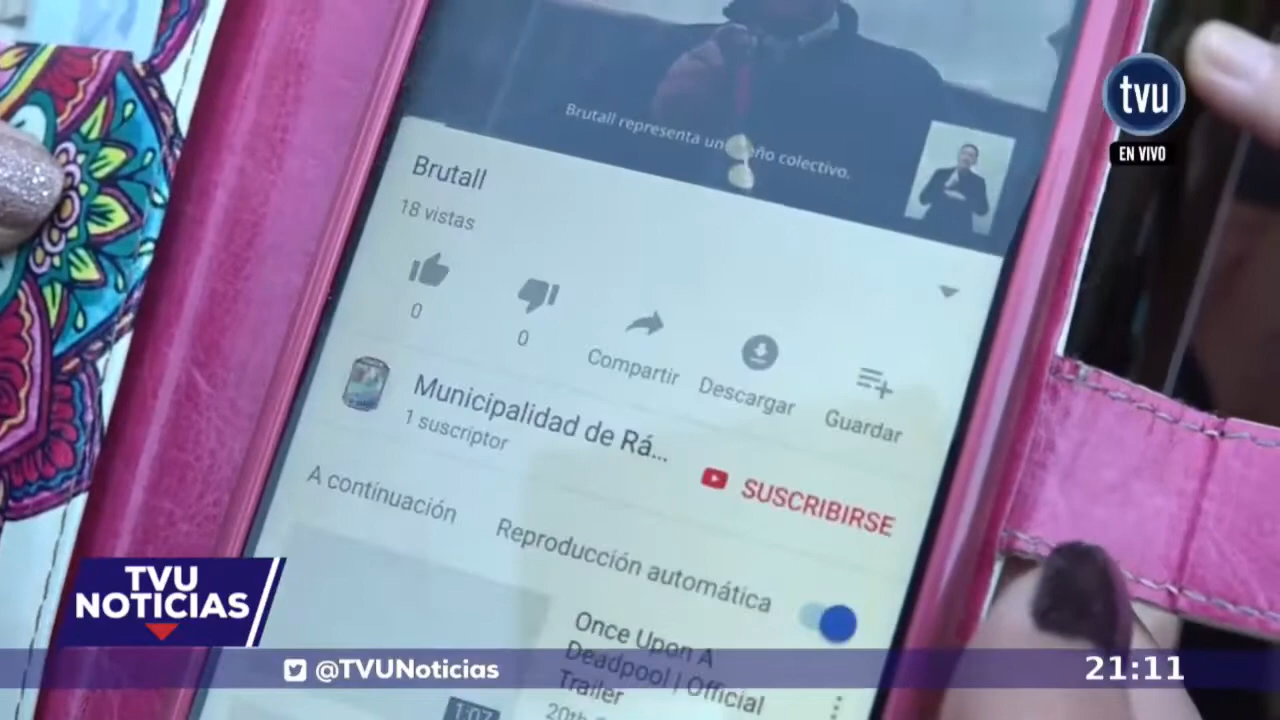 tvu
EN VIVO
Brutall representa un eño colectivo.
Brutall
18 vistas
0
0
Compartir
Descargar
Guardar
Municipalidad de Rá...
1 suscriptor
SUSCRIBIRSE
A continuación
Reproducción automática
Once Upon A
Deadpool | Official
Trailer
1:07
TVU
NOTICIAS
@TVUNoticias
21:11